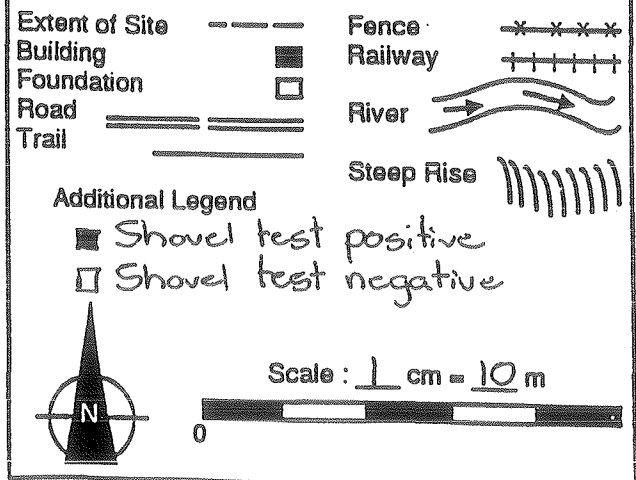 Extent of Site
Building
Foundation
Road
Trail
Fence
Railway
River
Steep Rise
Additional Legend
Shovel test positive
Shovel test negative
N
Scale : 1 cm = 10 m
0